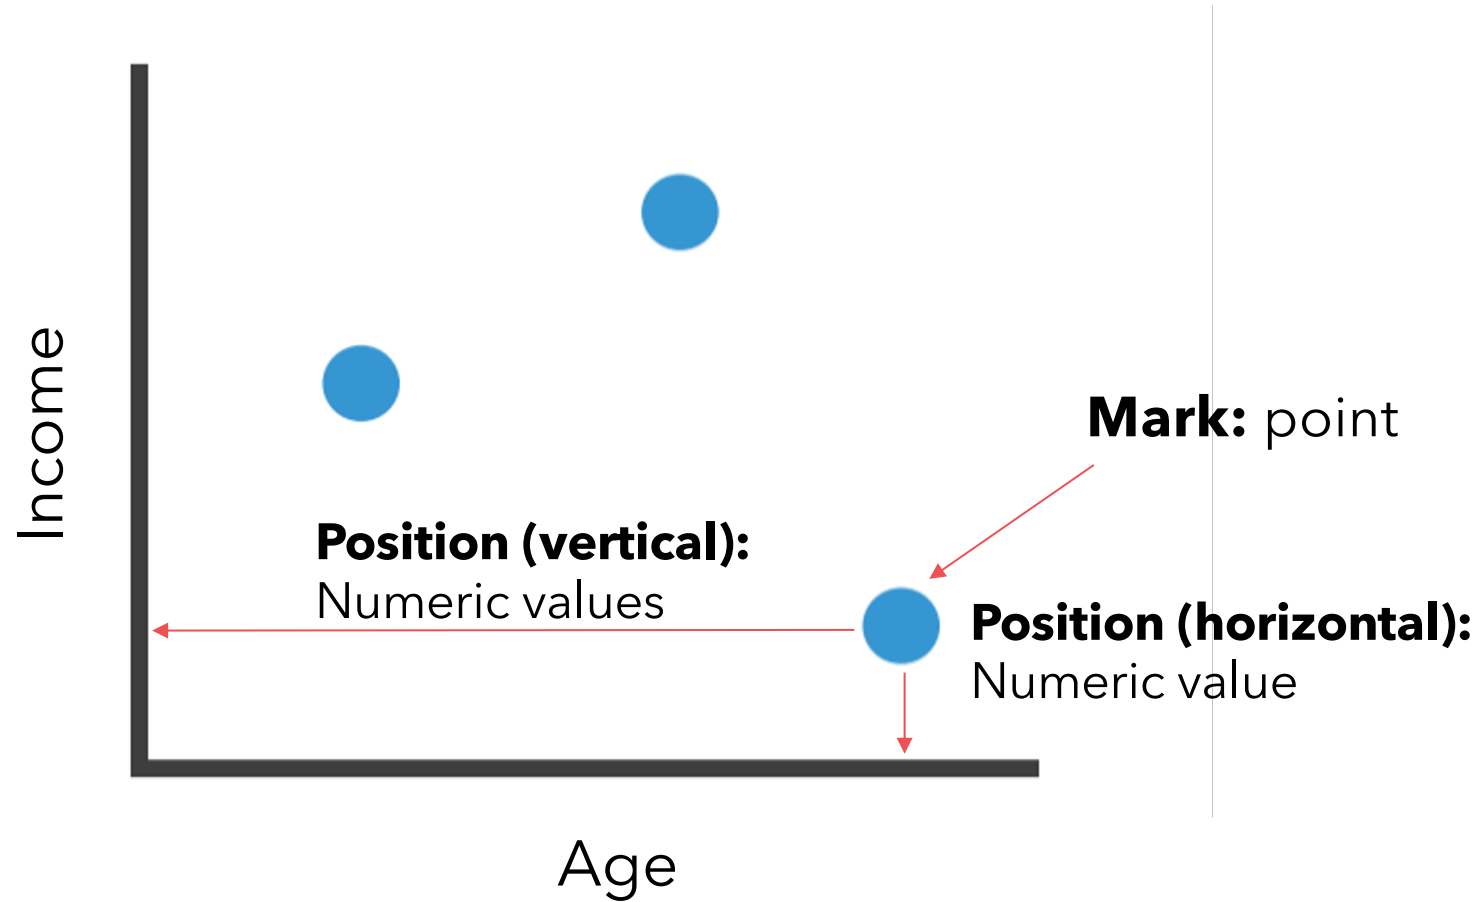 Income
Mark: point
Position (vertical):
Numeric values
Position (horizontal):
Numeric value
Age